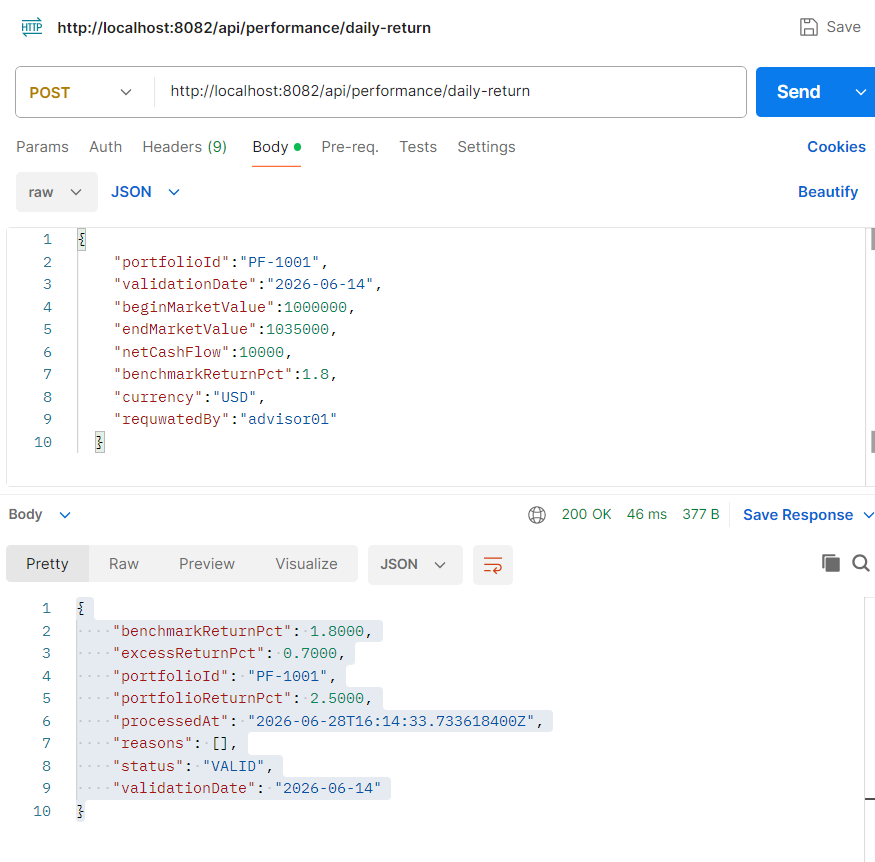 HTTP http://localhost:8082/api/performance/daily-return Save
POST http://localhost:8082/api/performance/daily-return Send
Params Auth Headers (9) Body Pre-req. Tests Settings Cookies
raw JSON Beautify
1 {
2 "portfolioId":"PF-1001",
3 "validationDate":"2026-06-14",
4 "beginMarketValue":1000000,
5 "endMarketValue":1035000,
6 "netCashFlow":10000,
7 "benchmarkReturnPct":1.8,
8 "currency":"USD",
9 "requwatedBy":"advisor01"
10 }
Body 200 OK 46 ms 377 B Save Response
Pretty Raw Preview Visualize JSON
1 {
2 "benchmarkReturnPct": 1.8000,
3 "excessReturnPct": 0.7000,
4 "portfolioId": "PF-1001",
5 "portfolioReturnPct": 2.5000,
6 "processedAt": "2026-06-28T16:14:33.733618400Z",
7 "reasons": [],
8 "status": "VALID",
9 "validationDate": "2026-06-14"
10 }